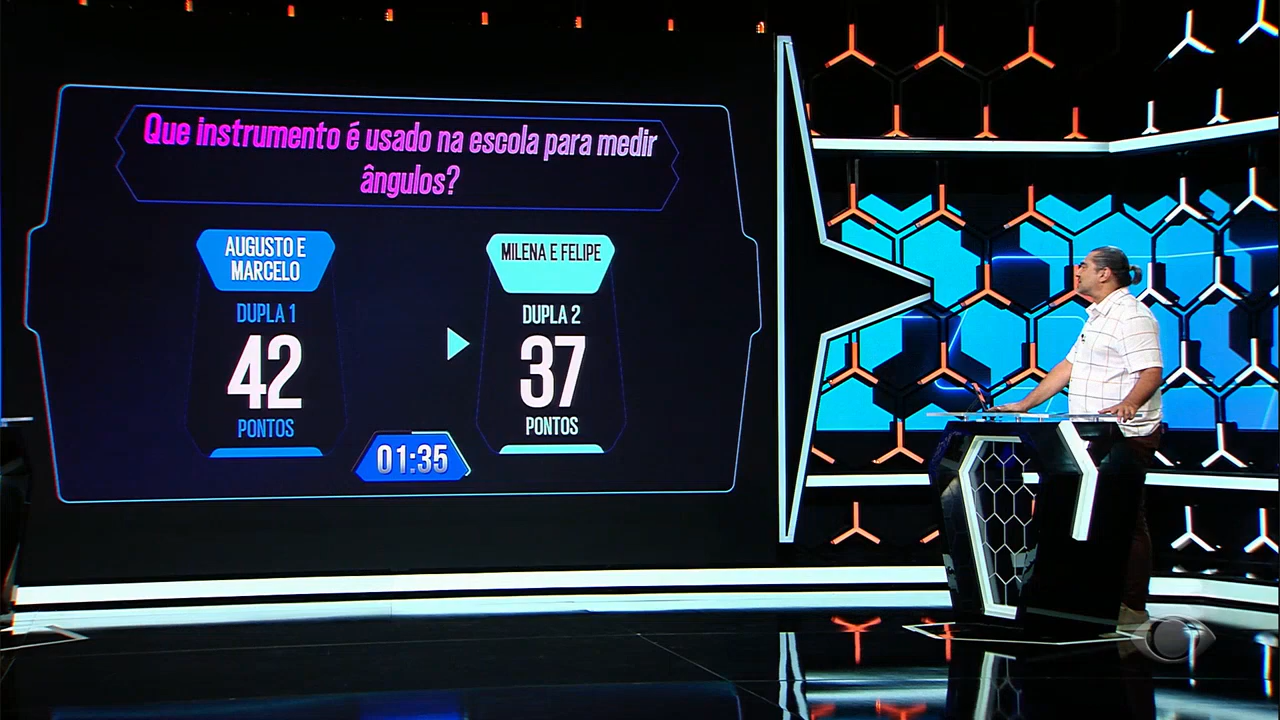 Que instrumento é usado na escola para medir
ângulos?
AUGUSTO E
MARCELO
DUPLA 1
42
PONTOS
MILENA E FELIPE
DUPLA 2
37
PONTOS
01:35